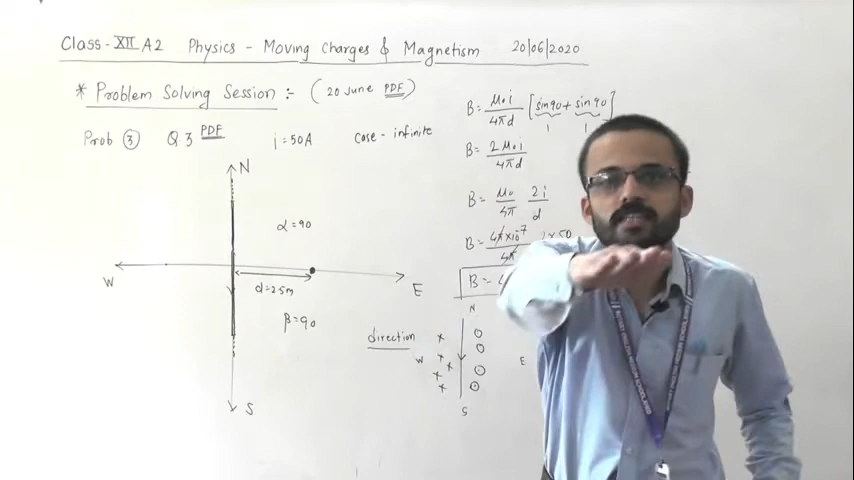 Class - XII A2 Physics - Moving Charges & Magnetism 20/06/2020
* Problem Solving Session :- (20 June PDF)
Prob ③ Q.3 PDF i = 50A case - infinite
N
α = 90
W
E
d = 2.5m
β = 90
S
B = μ₀i/4πd [sin90 + sin90]
1 1
B = 2μ₀i/4πd
B = μ₀/4π 2i/d
B = 4π×10⁻⁷/4π 2×50
B =
direction
N
W
E
S